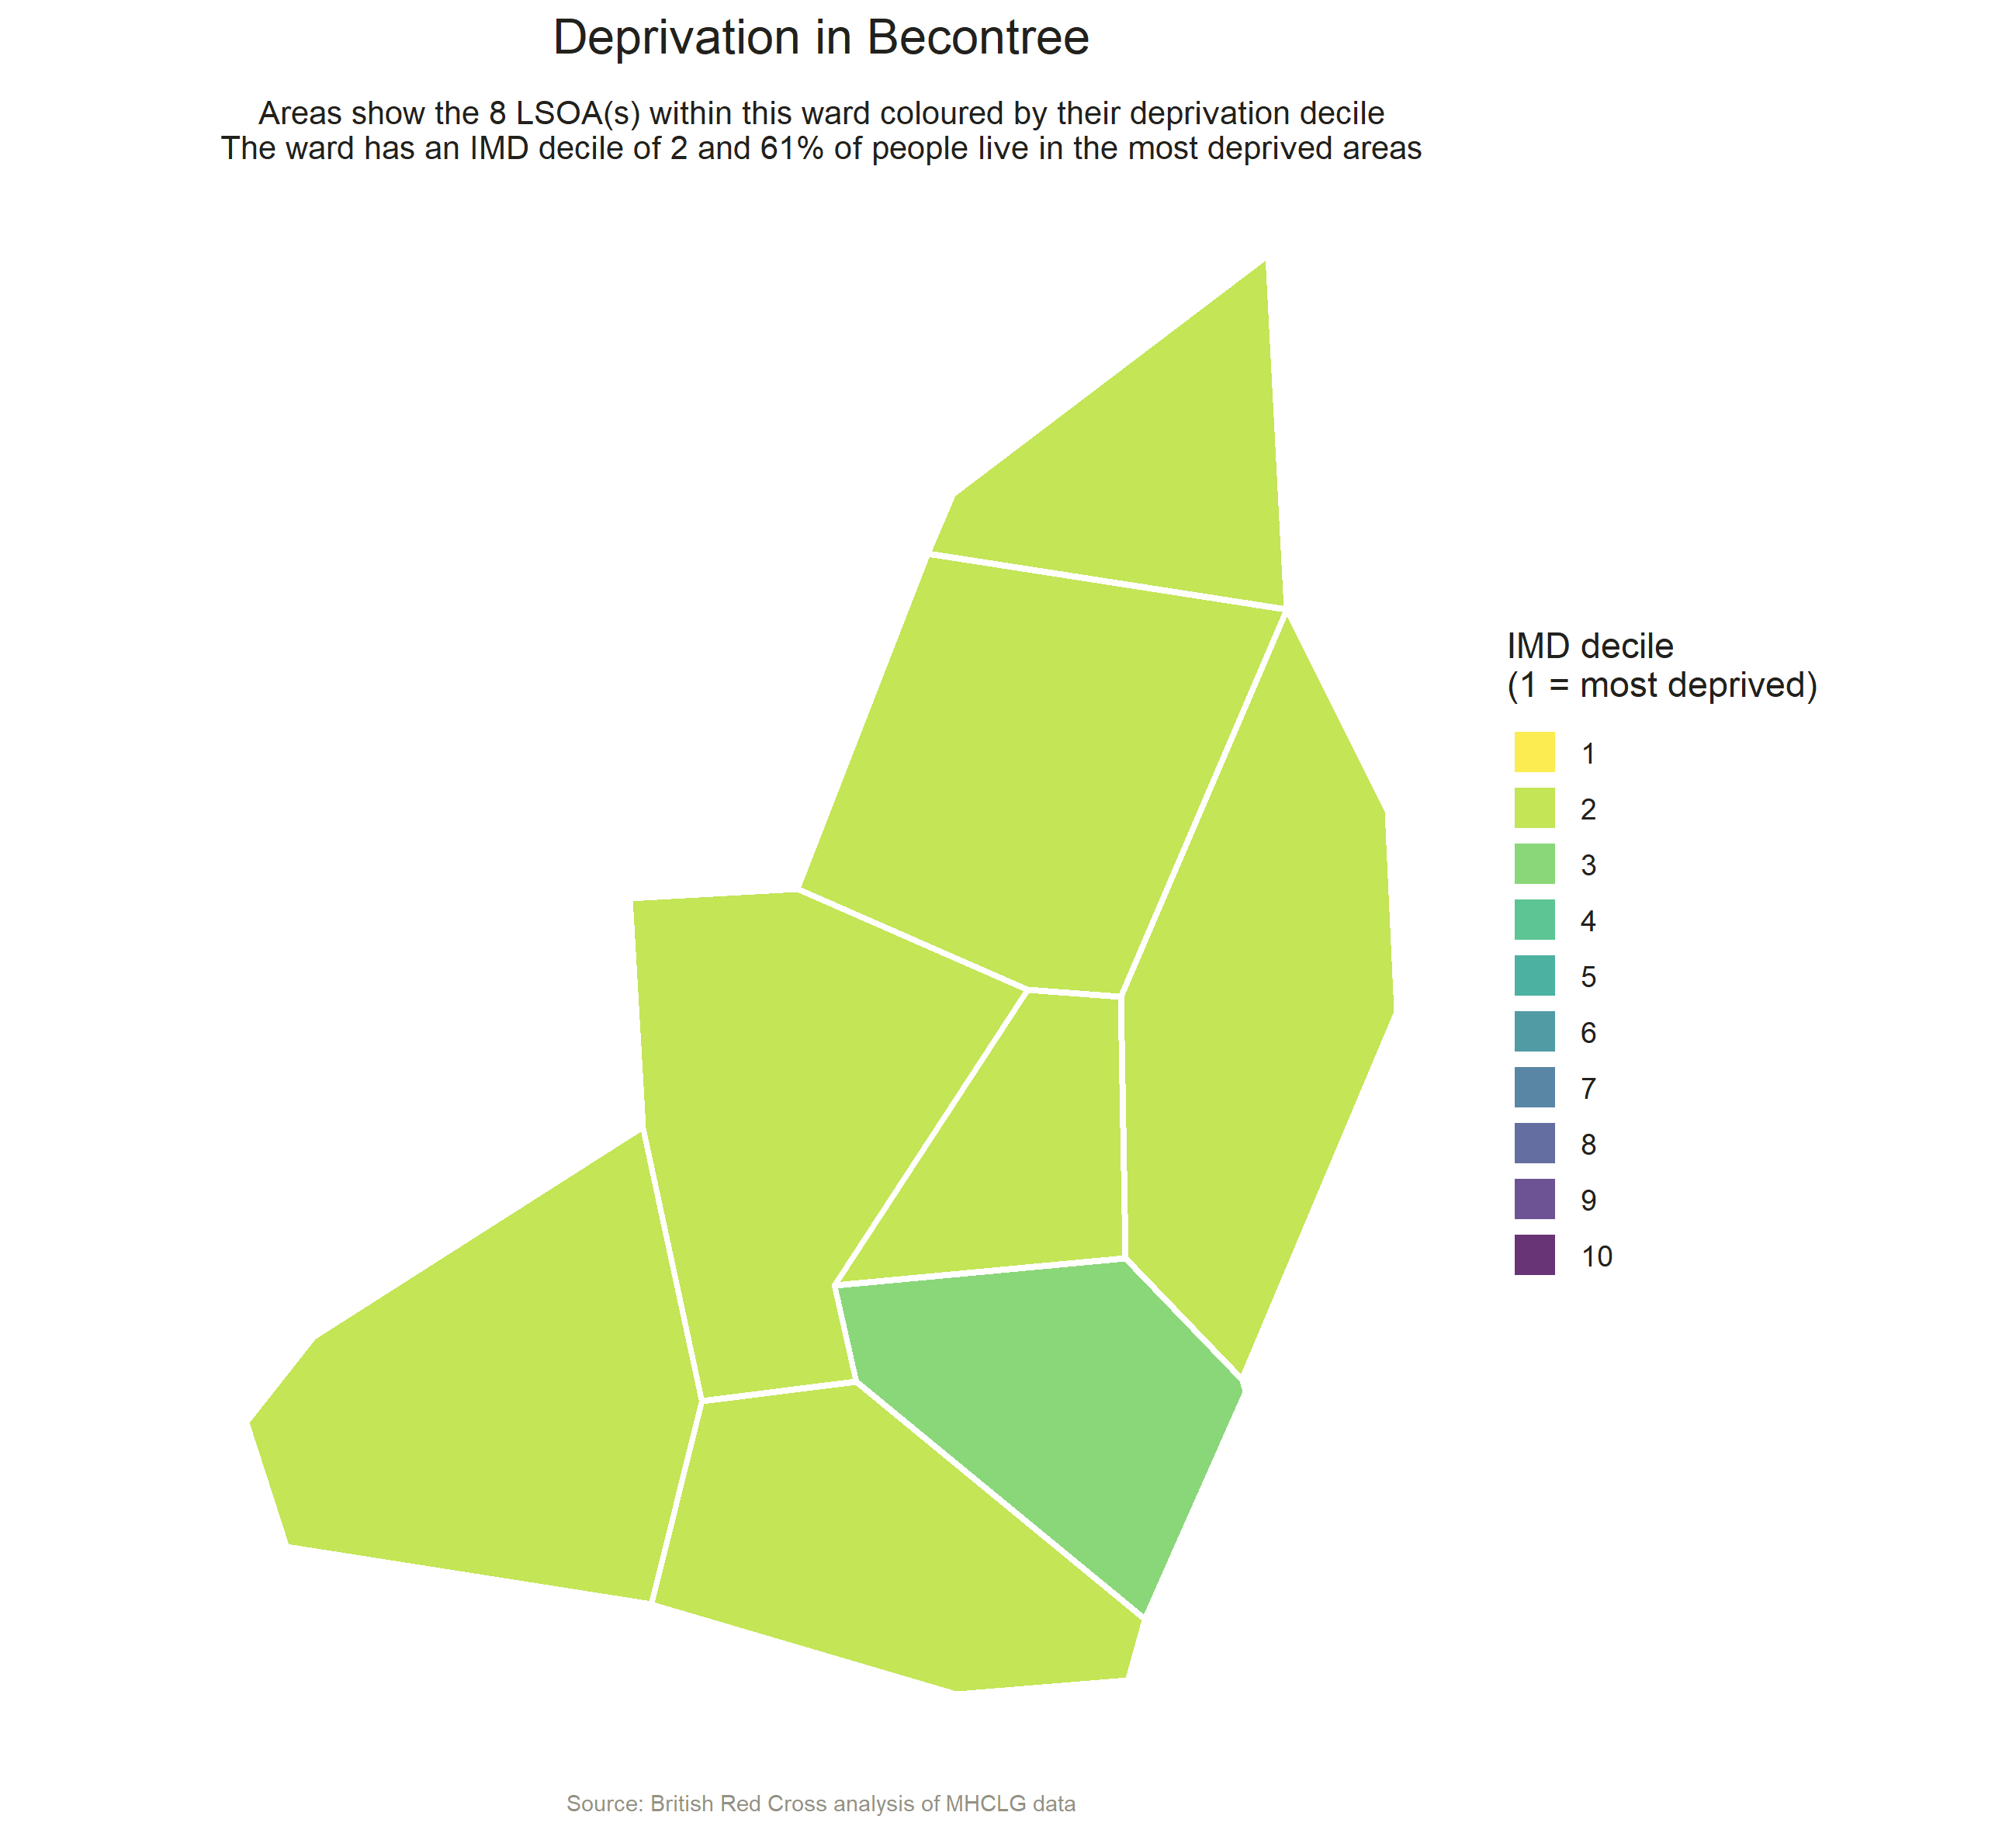 Deprivation in Becontree
Areas show the 8 LSOA(s) within this ward coloured by their deprivation decile
The ward has an IMD decile of 2 and 61% of people live in the most deprived areas
IMD decile
(1 = most deprived)
1
2
3
4
5
6
7
8
9
10
Source: British Red Cross analysis of MHCLG data